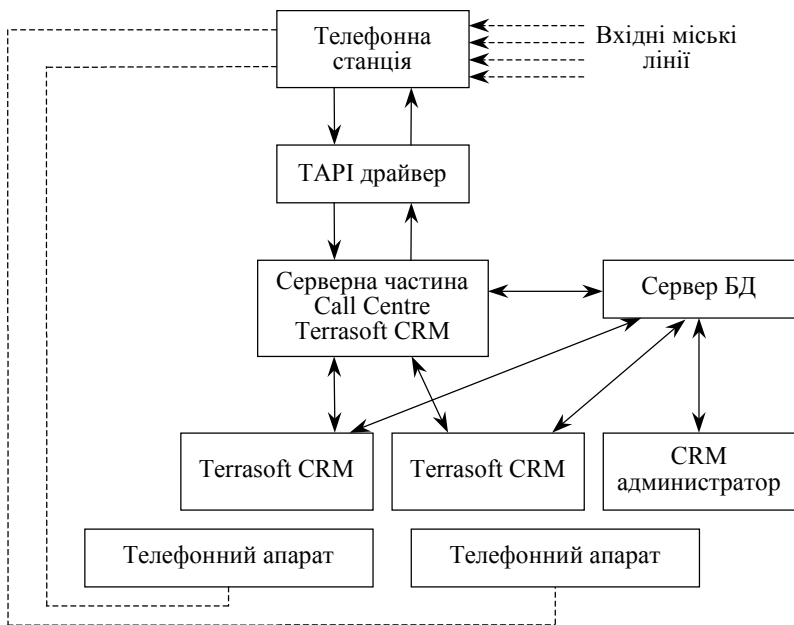 Телефонна
станція
Вхідні міські
лінії
TAPI драйвер
Серверна частина
Call Centre
Terrasoft CRM
Сервер БД
Terrasoft CRM
Terrasoft CRM
CRM
администратор
Телефонний апарат
Телефонний апарат